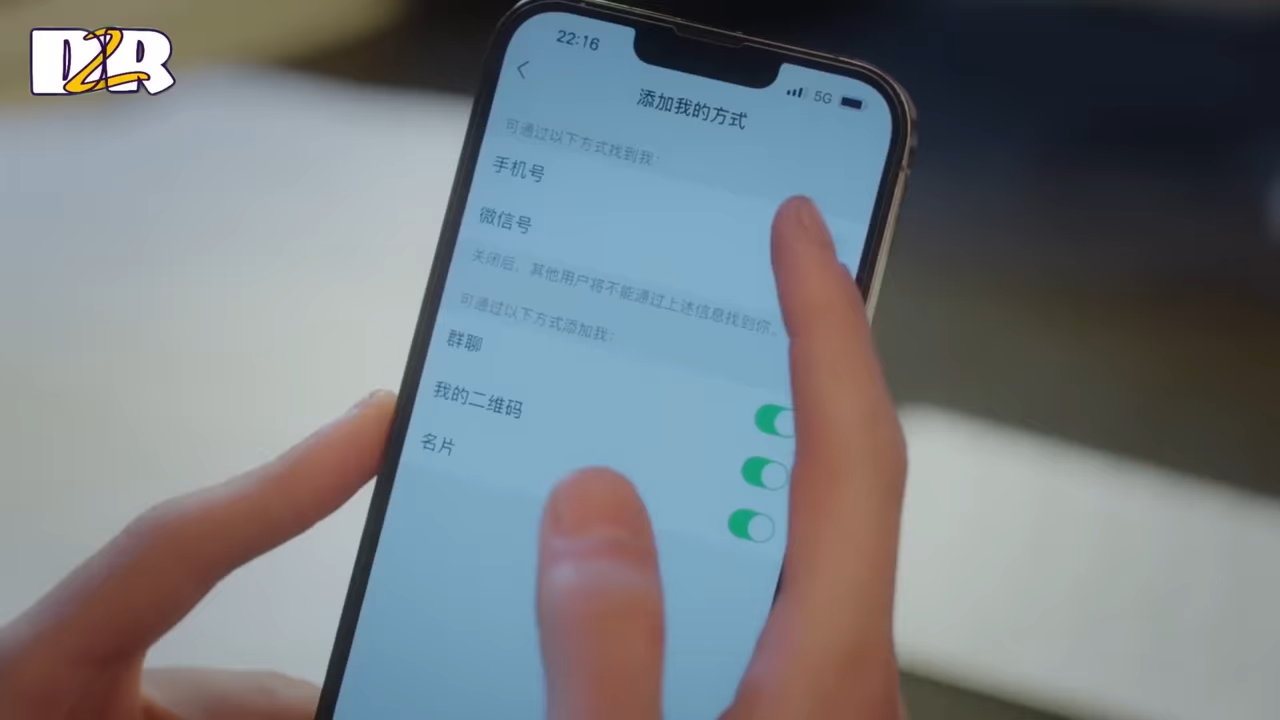 D2R
22:16
5G
添加我的方式
可通过以下方式找到我：
手机号
微信号
关闭后，其他用户将不能通过上述信息找到你。
可通过以下方式添加我：
群聊
我的二维码
名片